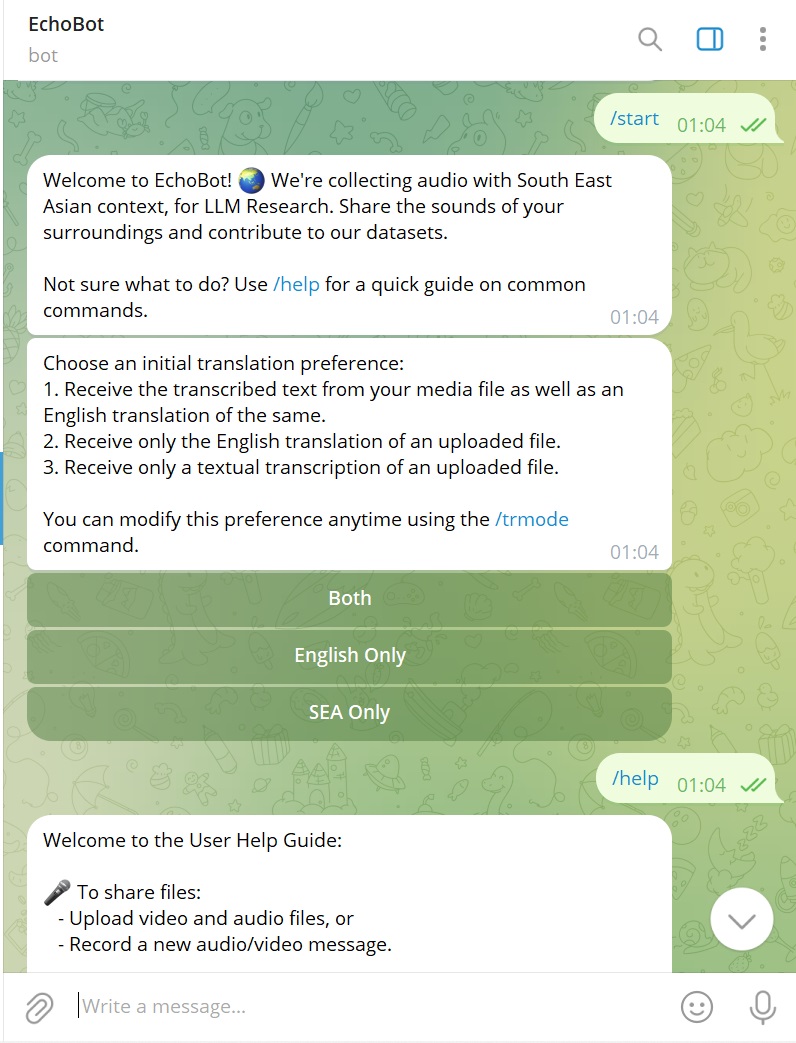 EchoBot
bot
/start 01:04
Welcome to EchoBot! 🌏 We're collecting audio with South East
Asian context, for LLM Research. Share the sounds of your
surroundings and contribute to our datasets.
Not sure what to do? Use /help for a quick guide on common
commands.
01:04
Choose an initial translation preference:
1. Receive the transcribed text from your media file as well as an
English translation of the same.
2. Receive only the English translation of an uploaded file.
3. Receive only a textual transcription of an uploaded file.
You can modify this preference anytime using the /trmode
command.
01:04
Both
English Only
SEA Only
/help 01:04
Welcome to the User Help Guide:
🎤 To share files:
- Upload video and audio files, or
- Record a new audio/video message.
Write a message...